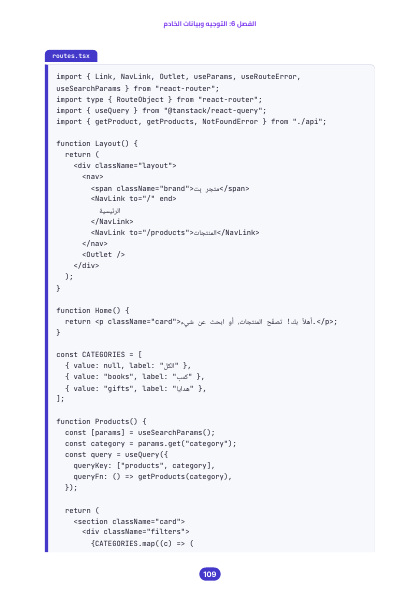 الفصل 6: التوجيه وبيانات الخادم
routes.tsx
import { Link, NavLink, Outlet, useParams, useRouteError,
useSearchParams } from "react-router";
import type { RouteObject } from "react-router";
import { useQuery } from "@tanstack/react-query";
import { getProduct, getProducts, NotFoundError } from "./api";
function Layout() {
return (
<div className="layout">
<nav>
<span className="brand">متجر بِت</span>
<NavLink to="/" end>
الرئيسية
</NavLink>
<NavLink to="/products">المنتجات</NavLink>
</nav>
<Outlet />
</div>
);
}
function Home() {
return <p className="card">أهلًا بك! تصفّح المنتجات, أو ابحث عن شيء.</p>;
}
const CATEGORIES = [
{ value: null, label: "الكل" },
{ value: "books", label: "كتب" },
{ value: "gifts", label: "هدايا" },
];
function Products() {
const [params] = useSearchParams();
const category = params.get("category");
const query = useQuery({
queryKey: ["products", category],
queryFn: () => getProducts(category),
});
return (
<section className="card">
<div className="filters">
{CATEGORIES.map((c) => (
109